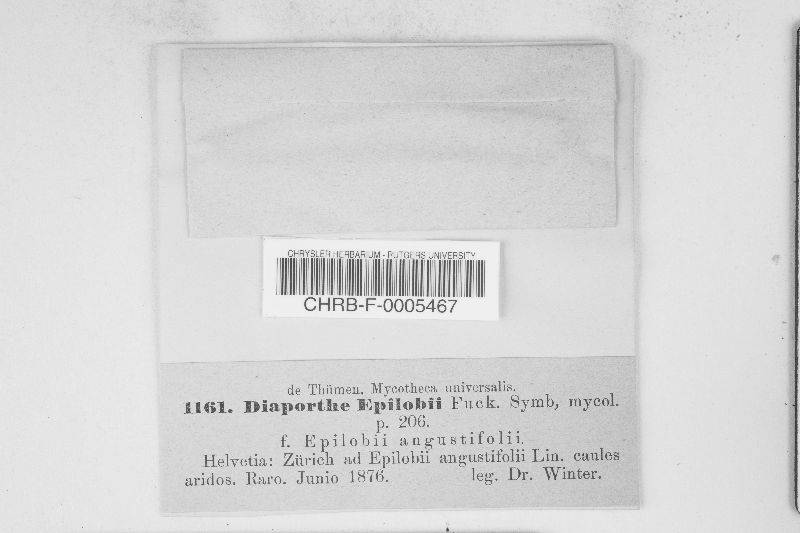 CHRYSLER HERBARIUM - RUTGERS UNIVERSITY
CHRB-F-0005467
de Thümen, Mycotheca universalis.
1161. Diaporthe Epilobii Fuck. Symb, mycol.
p. 206.
f. Epilobii angustifolii.
Helvetia: Zürich ad Epilobii angustifolii Lin. caules
aridos. Raro. Junio 1876. leg. Dr. Winter.